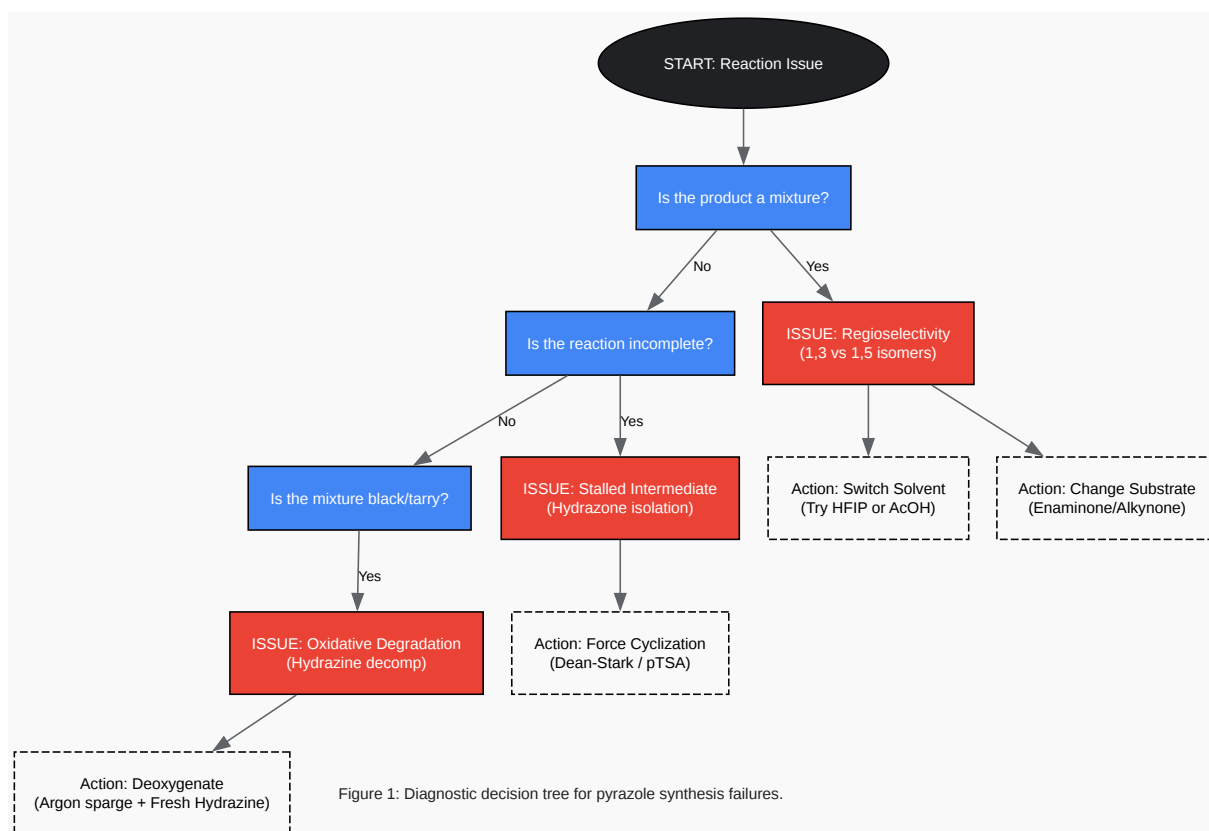 START: Reaction Issue
Is the product a mixture?
No
Yes
Is the reaction incomplete?
ISSUE: Regioselectivity
(1,3 vs 1,5 isomers)
No
Yes
Is the mixture black/tarry?
ISSUE: Stalled Intermediate
(Hydrazone isolation)
Action: Switch Solvent
(Try HFIP or AcOH)
Action: Change Substrate
(Enaminone/Alkynone)
Yes
ISSUE: Oxidative Degradation
(Hydrazine decomp)
Action: Force Cyclization
(Dean-Stark / pTSA)
Action: Deoxygenate
(Argon sparge + Fresh Hydrazine)
Figure 1: Diagnostic decision tree for pyrazole synthesis failures.